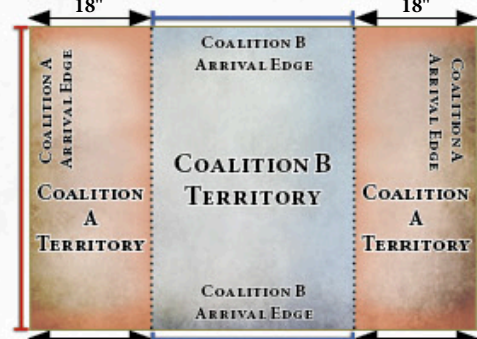 18"
18"
COALITION B
ARRIVAL EDGE
COALITION A
ARRIVAL EDGE
COALITION A
ARRIVAL EDGE
COALITION B
TERRITORY
COALITION
A
TERRITORY
COALITION
A
TERRITORY
COALITION B
ARRIVAL EDGE